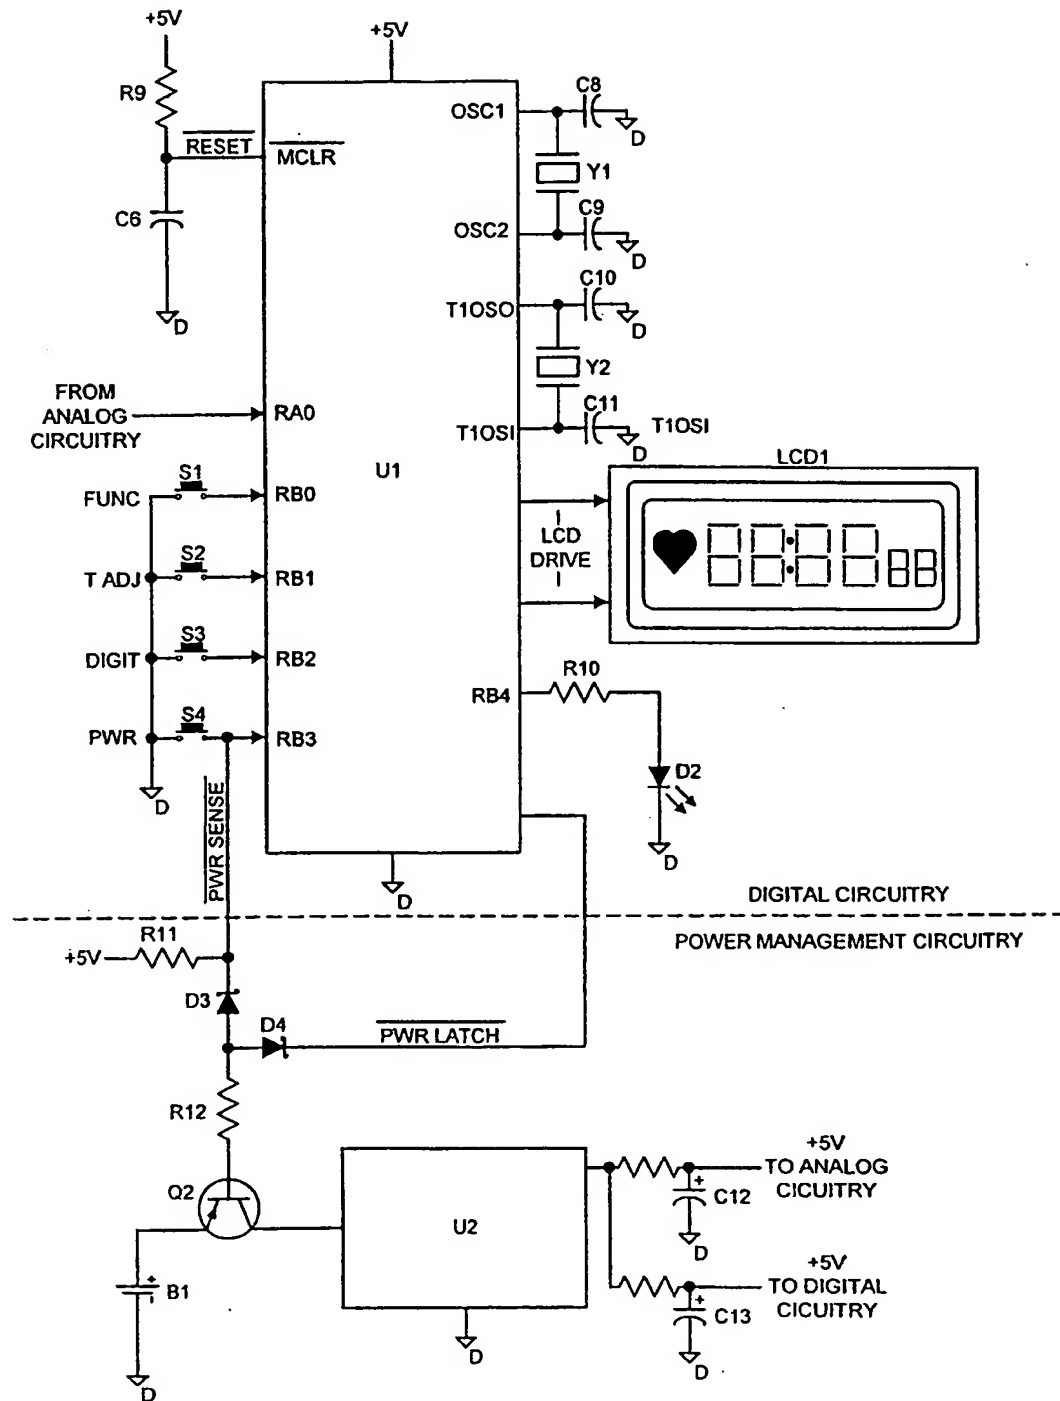 +5V
+5V
R9
RESET
MCLR
C6
D
OSC1
C8
D
Y1
C9
OSC2
D
C10
T1OSO
D
Y2
C11
T1OSI
T1OSI
D
FROM
ANALOG
CIRCUITRY
RA0
U1
FUNC
S1
RB0
T ADJ
S2
RB1
DIGIT
S3
RB2
PWR
S4
RB3
D
LCD1
LCD
DRIVE
RB4
R10
D2
D
D
PWR SENSE
DIGITAL CIRCUITRY
POWER MANAGEMENT CIRCUITRY
+5V
R11
D3
D4
PWR LATCH
R12
Q2
B1
D
U2
D
+5V
TO ANALOG
CICUITRY
+
C12
D
+5V
TO DIGITAL
CICUITRY
+
C13
D
+
-